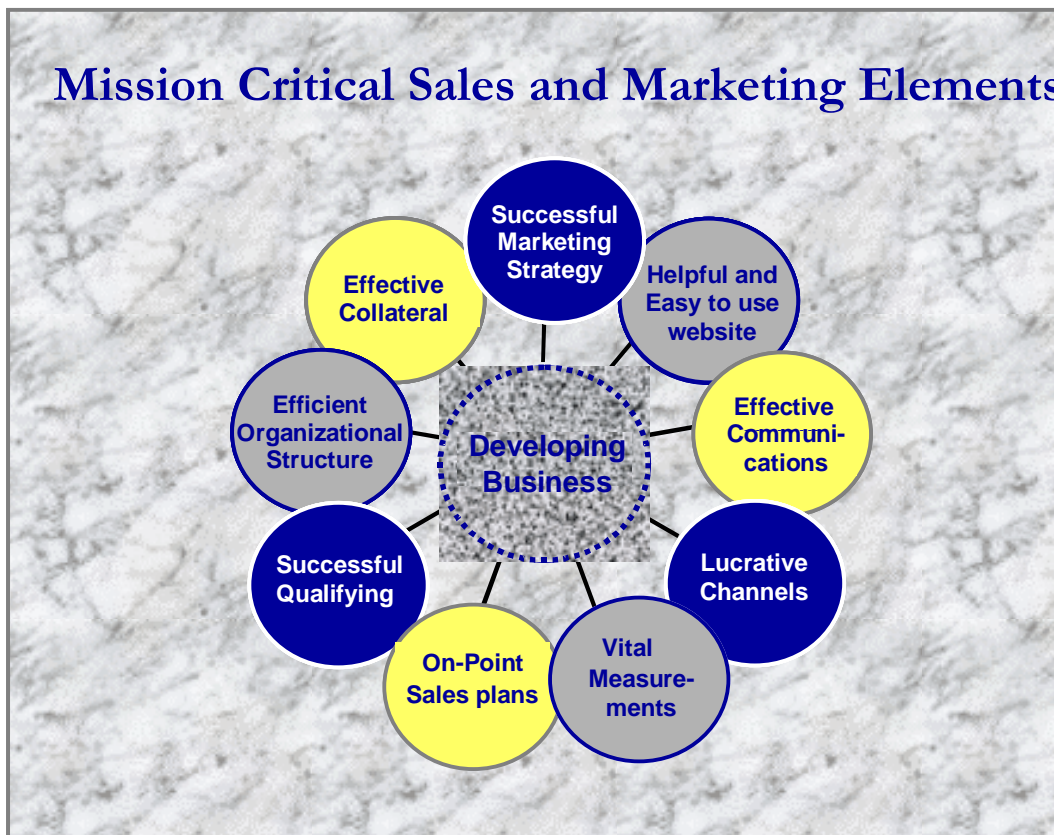 Mission Critical Sales and Marketing Elements
Successful
Marketing
Strategy
Helpful and
Easy to use
website
Effective
Communi-
cations
Lucrative
Channels
Vital
Measure-
ments
On-Point
Sales plans
Successful
Qualifying
Efficient
Organizational
Structure
Effective
Collateral
Developing
Business